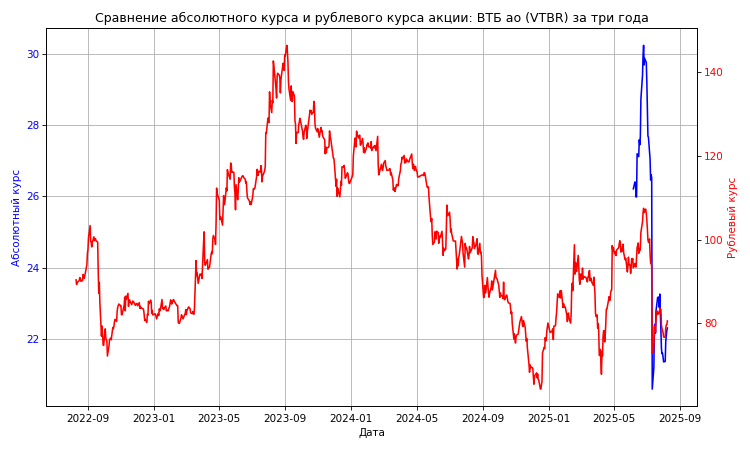 Сравнение абсолютного курса и рублевого курса акции: ВТБ ао (VTBR) за три года
30
28
26
24
22
Абсолютный курс
140
120
100
80
Рублевый курс
2022-09 2023-01 2023-05 2023-09 2024-01 2024-05 2024-09 2025-01 2025-05 2025-09
Дата